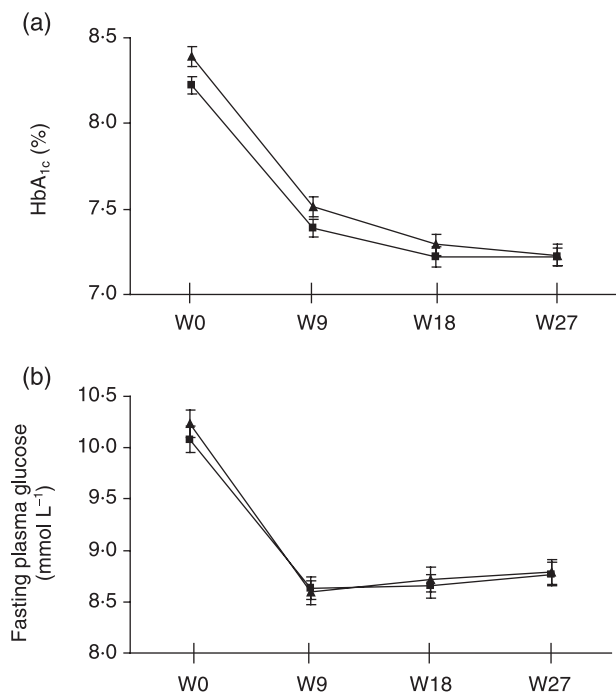 (a)
8·5
8·0
7·5
7·0
HbA1c (%)
W0 W9 W18 W27
(b)
10·5
10·0
9·5
9·0
8·5
8·0
Fasting plasma glucose
(mmol L−1)
W0 W9 W18 W27